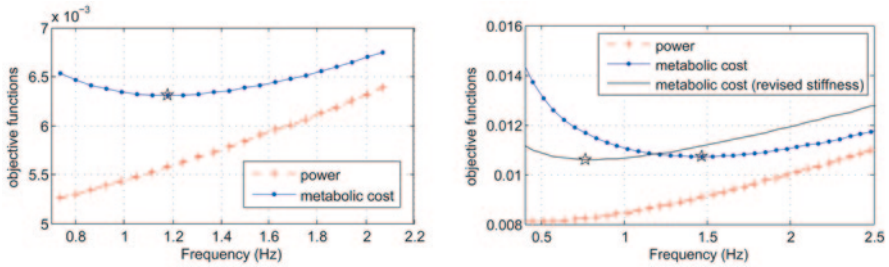 x 10⁻³
7
6.5
6
5.5
5
objective functions
power
metabolic cost
0.8
1
1.2
1.4
1.6
1.8
2
2.2
Frequency (Hz)
0.016
0.014
0.012
0.01
0.008
objective functions
power
metabolic cost
metabolic cost (revised stiffness)
0.5
1
1.5
2
2.5
Frequency (Hz)